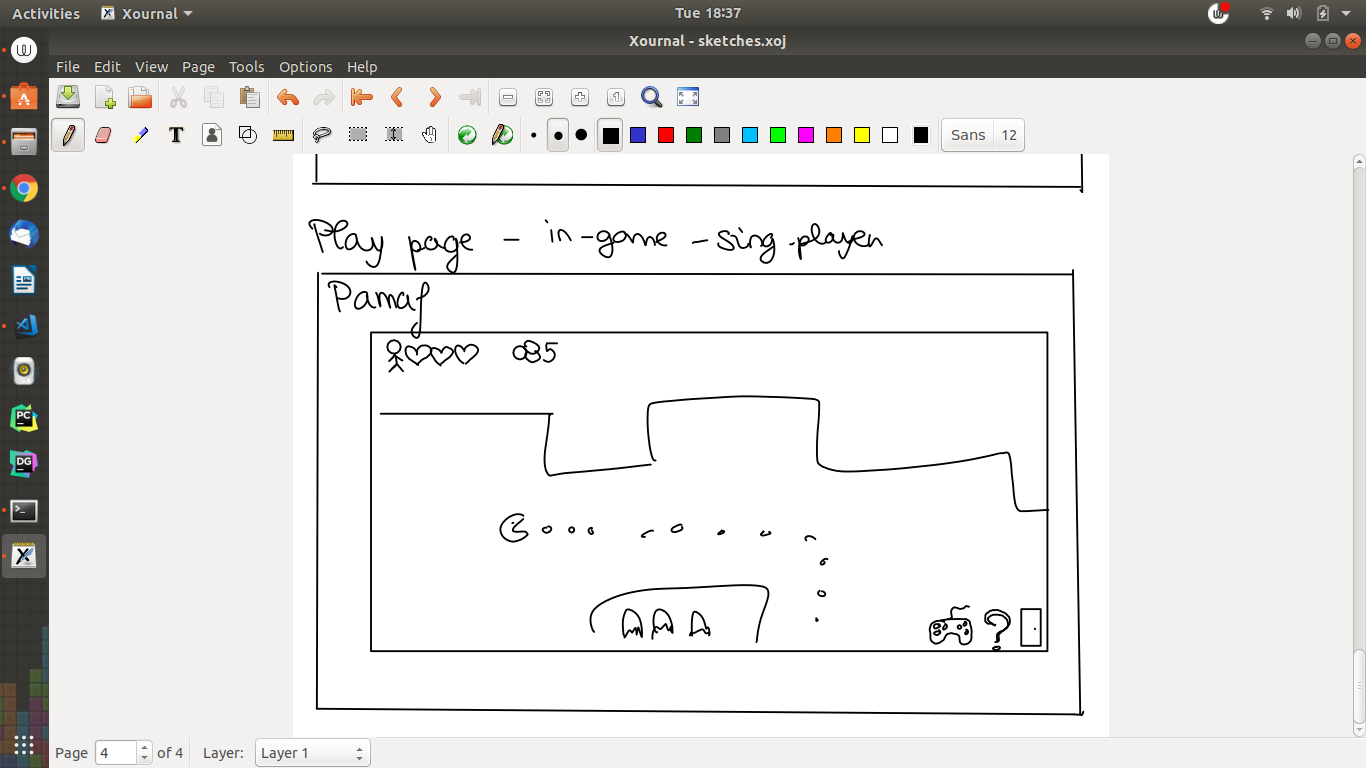 Activities Xournal Tue 18:37
Xournal - sketches.xoj
File Edit View Page Tools Options Help
T Sans 12
Play page - in-game - sing.player
Pamaf
5
?
Page 4 of 4 Layer: Layer 1